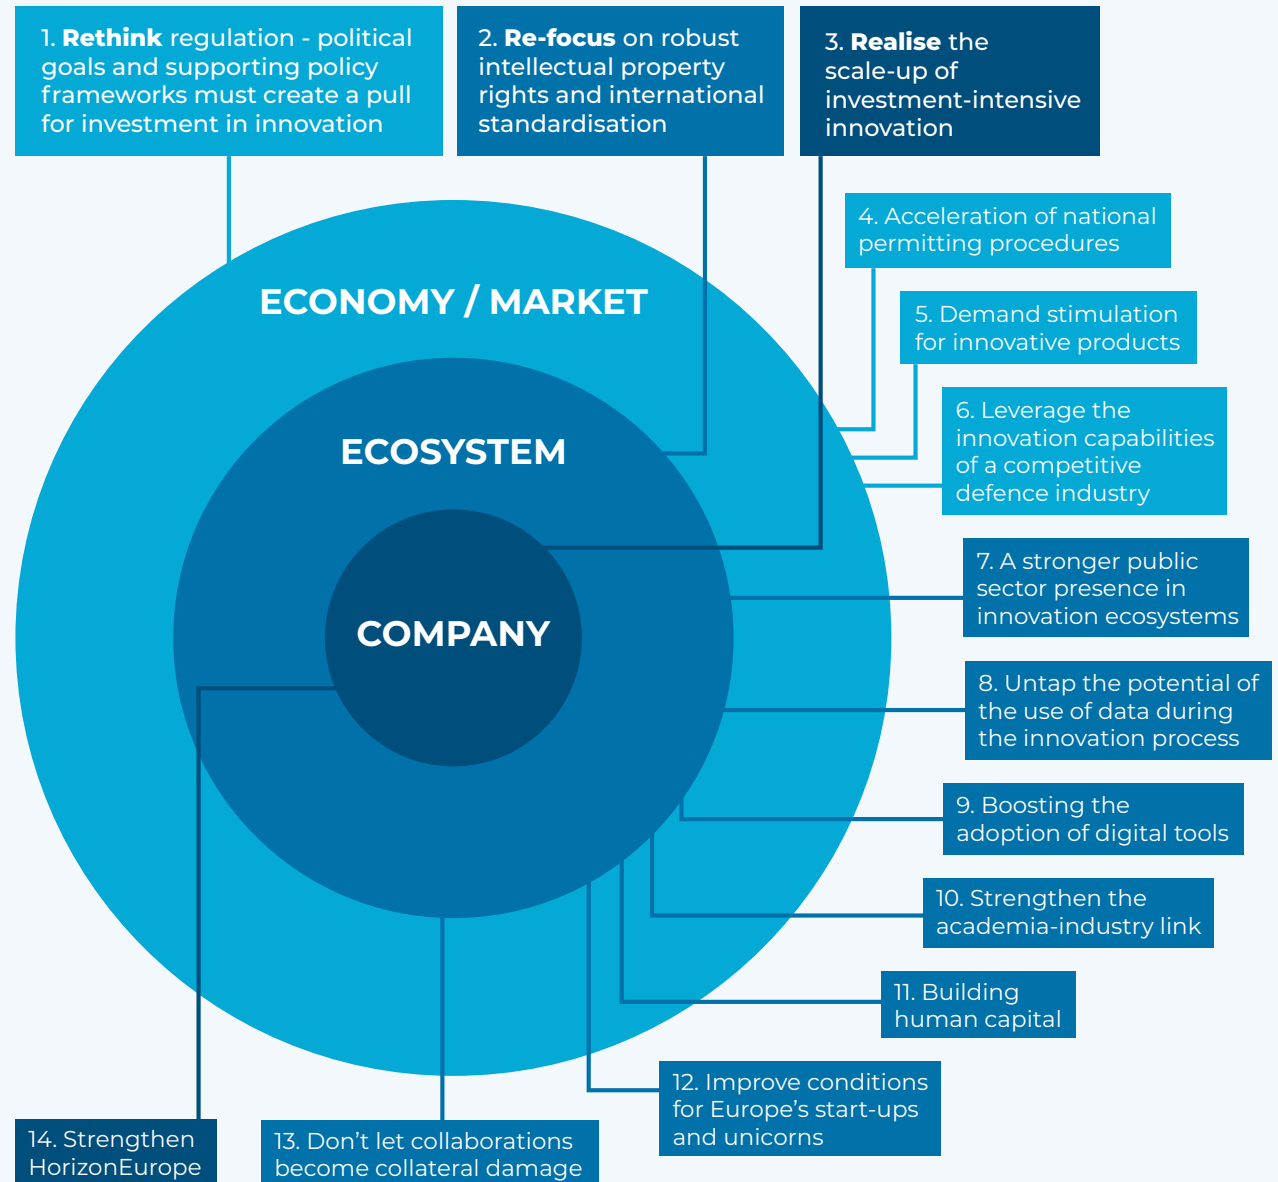 1. Rethink regulation - political
goals and supporting policy
frameworks must create a pull
for investment in innovation
2. Re-focus on robust
intellectual property
rights and international
standardisation
3. Realise the
scale-up of
investment-intensive
innovation
4. Acceleration of national
permitting procedures
5. Demand stimulation
for innovative products
6. Leverage the
innovation capabilities
of a competitive
defence industry
ECONOMY / MARKET
ECOSYSTEM
COMPANY
7. A stronger public
sector presence in
innovation ecosystems
8. Untap the potential of
the use of data during
the innovation process
9. Boosting the
adoption of digital tools
10. Strengthen the
academia-industry link
11. Building
human capital
12. Improve conditions
for Europe's start-ups
and unicorns
13. Don't let collaborations
become collateral damage
14. Strengthen
HorizonEurope